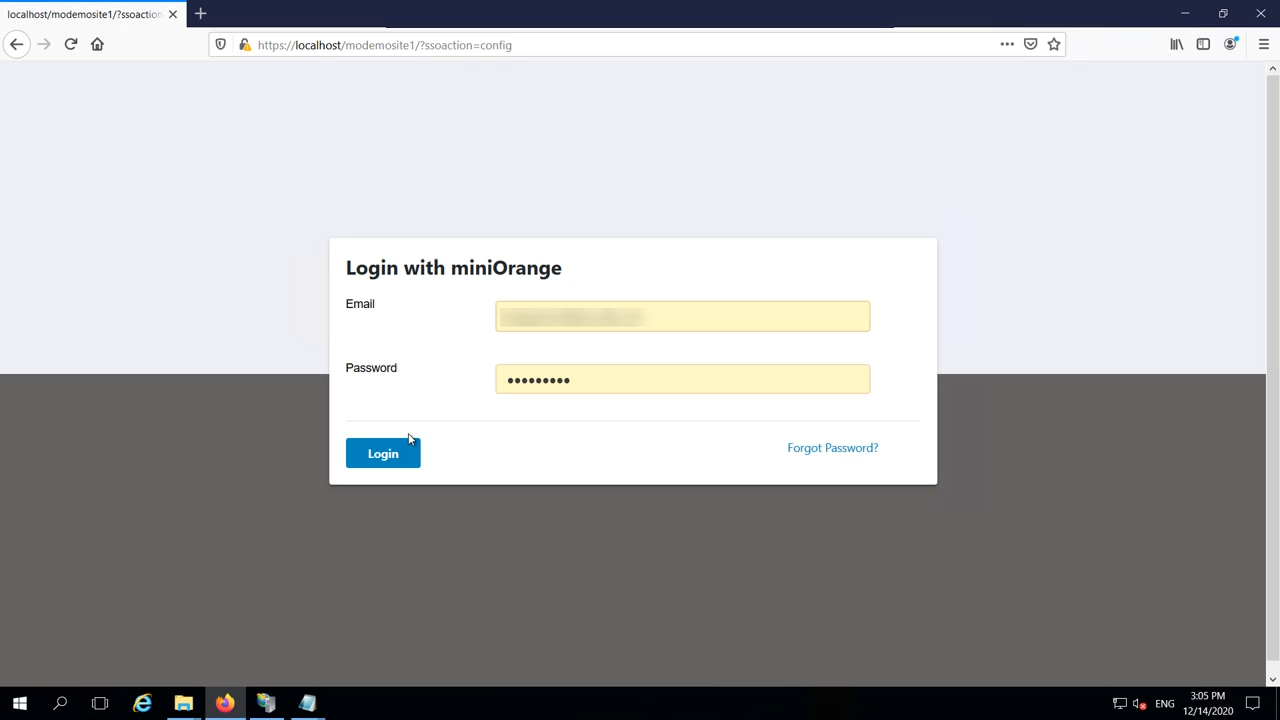 localhost/modemosite1/?ssoaction
https://localhost/modemosite1/?ssoaction=config
Login with miniOrange
Email
Password
•••••••••
Login
Forgot Password?
ENG
3:05 PM
12/14/2020